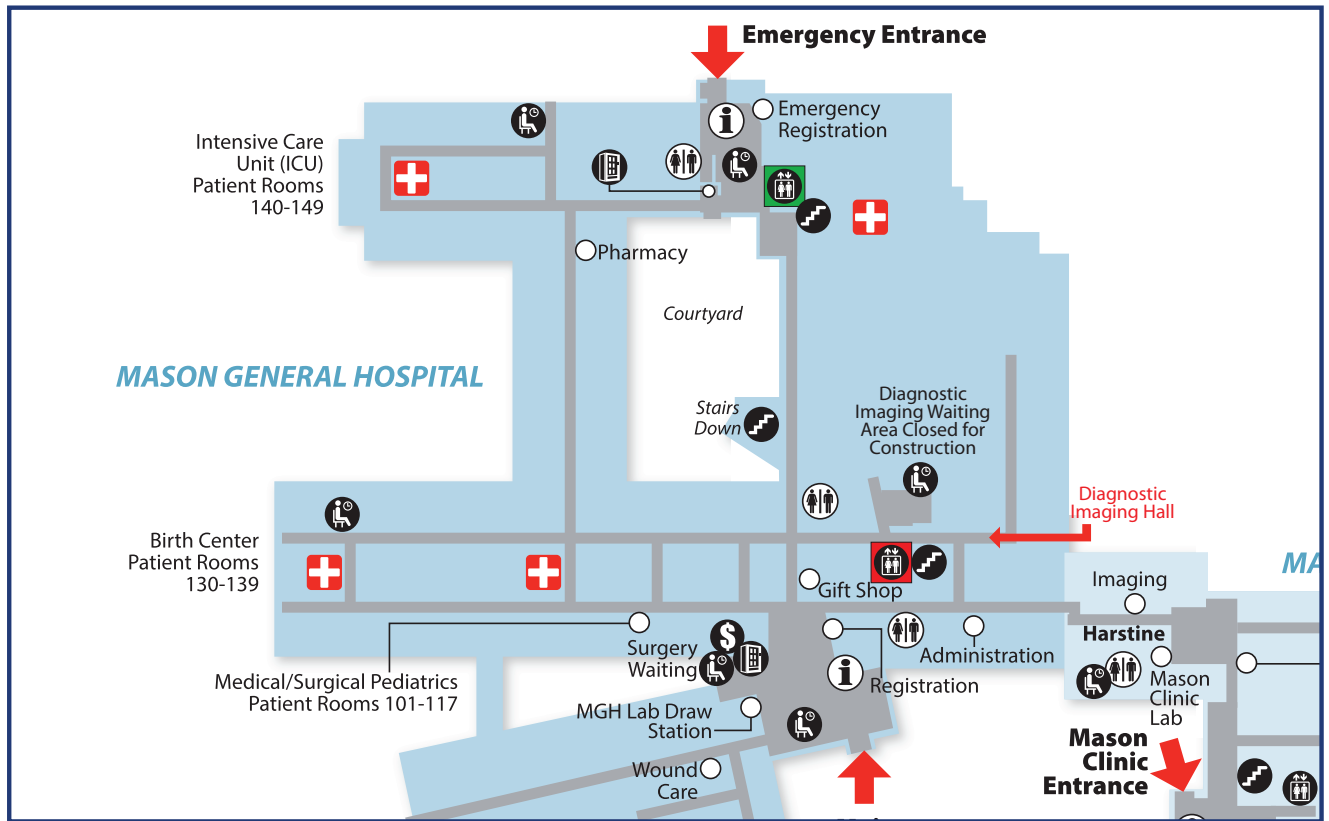 Emergency Entrance
Emergency
Registration
Intensive Care
Unit (ICU)
Patient Rooms
140-149
Pharmacy
Courtyard
MASON GENERAL HOSPITAL
Stairs
Down
Diagnostic
Imaging Waiting
Area Closed for
Construction
Diagnostic
Imaging Hall
Birth Center
Patient Rooms
130-139
MA
Imaging
Gift Shop
Harstine
Surgery
Waiting
$
Administration
Medical/Surgical Pediatrics
Patient Rooms 101-117
Registration
Mason
Clinic
Lab
MGH Lab Draw
Station
Mason
Clinic
Entrance
Wound
Care